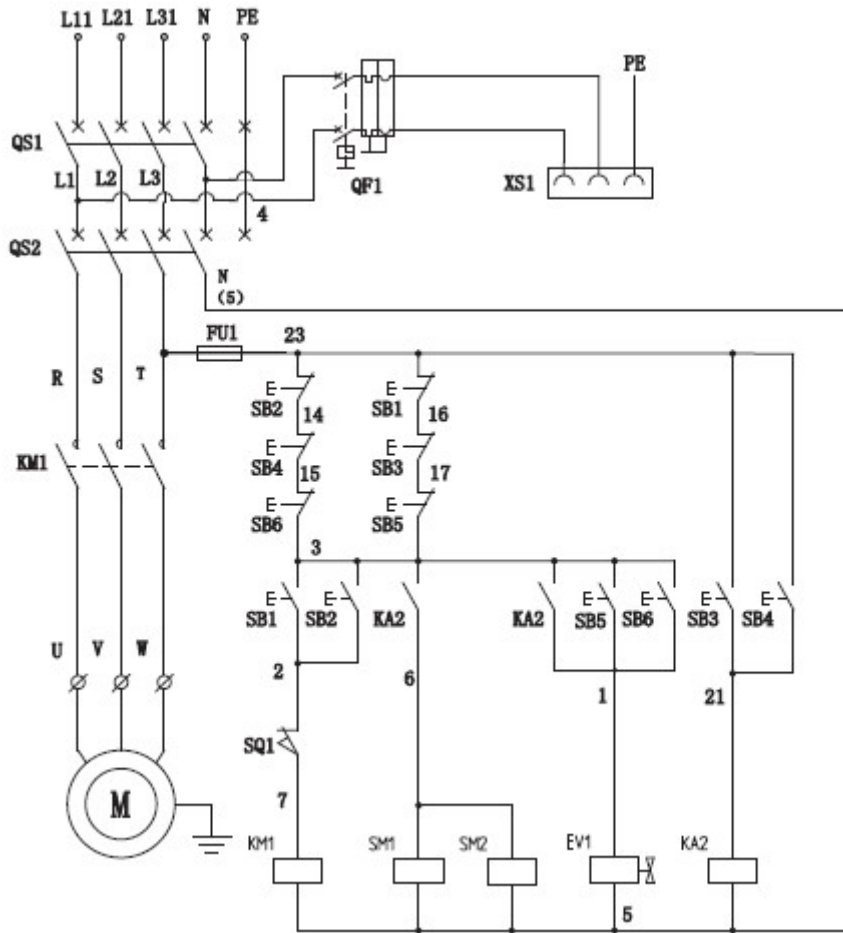 L11 L21 L31 N PE
PE
QS1
L1 L2 L3
QF1
XS1
4
QS2
N
(5)
FU1 23
R S T
SB2 SB1
14 16
KM1
SB4 SB3
15 17
SB6 SB5
3
SB1 SB2 KA2 KA2 SB5 SB6 SB3 SB4
U V W
2 6 1 21
SQ1
7
M
KM1 SM1 SM2 EV1 KA2
5